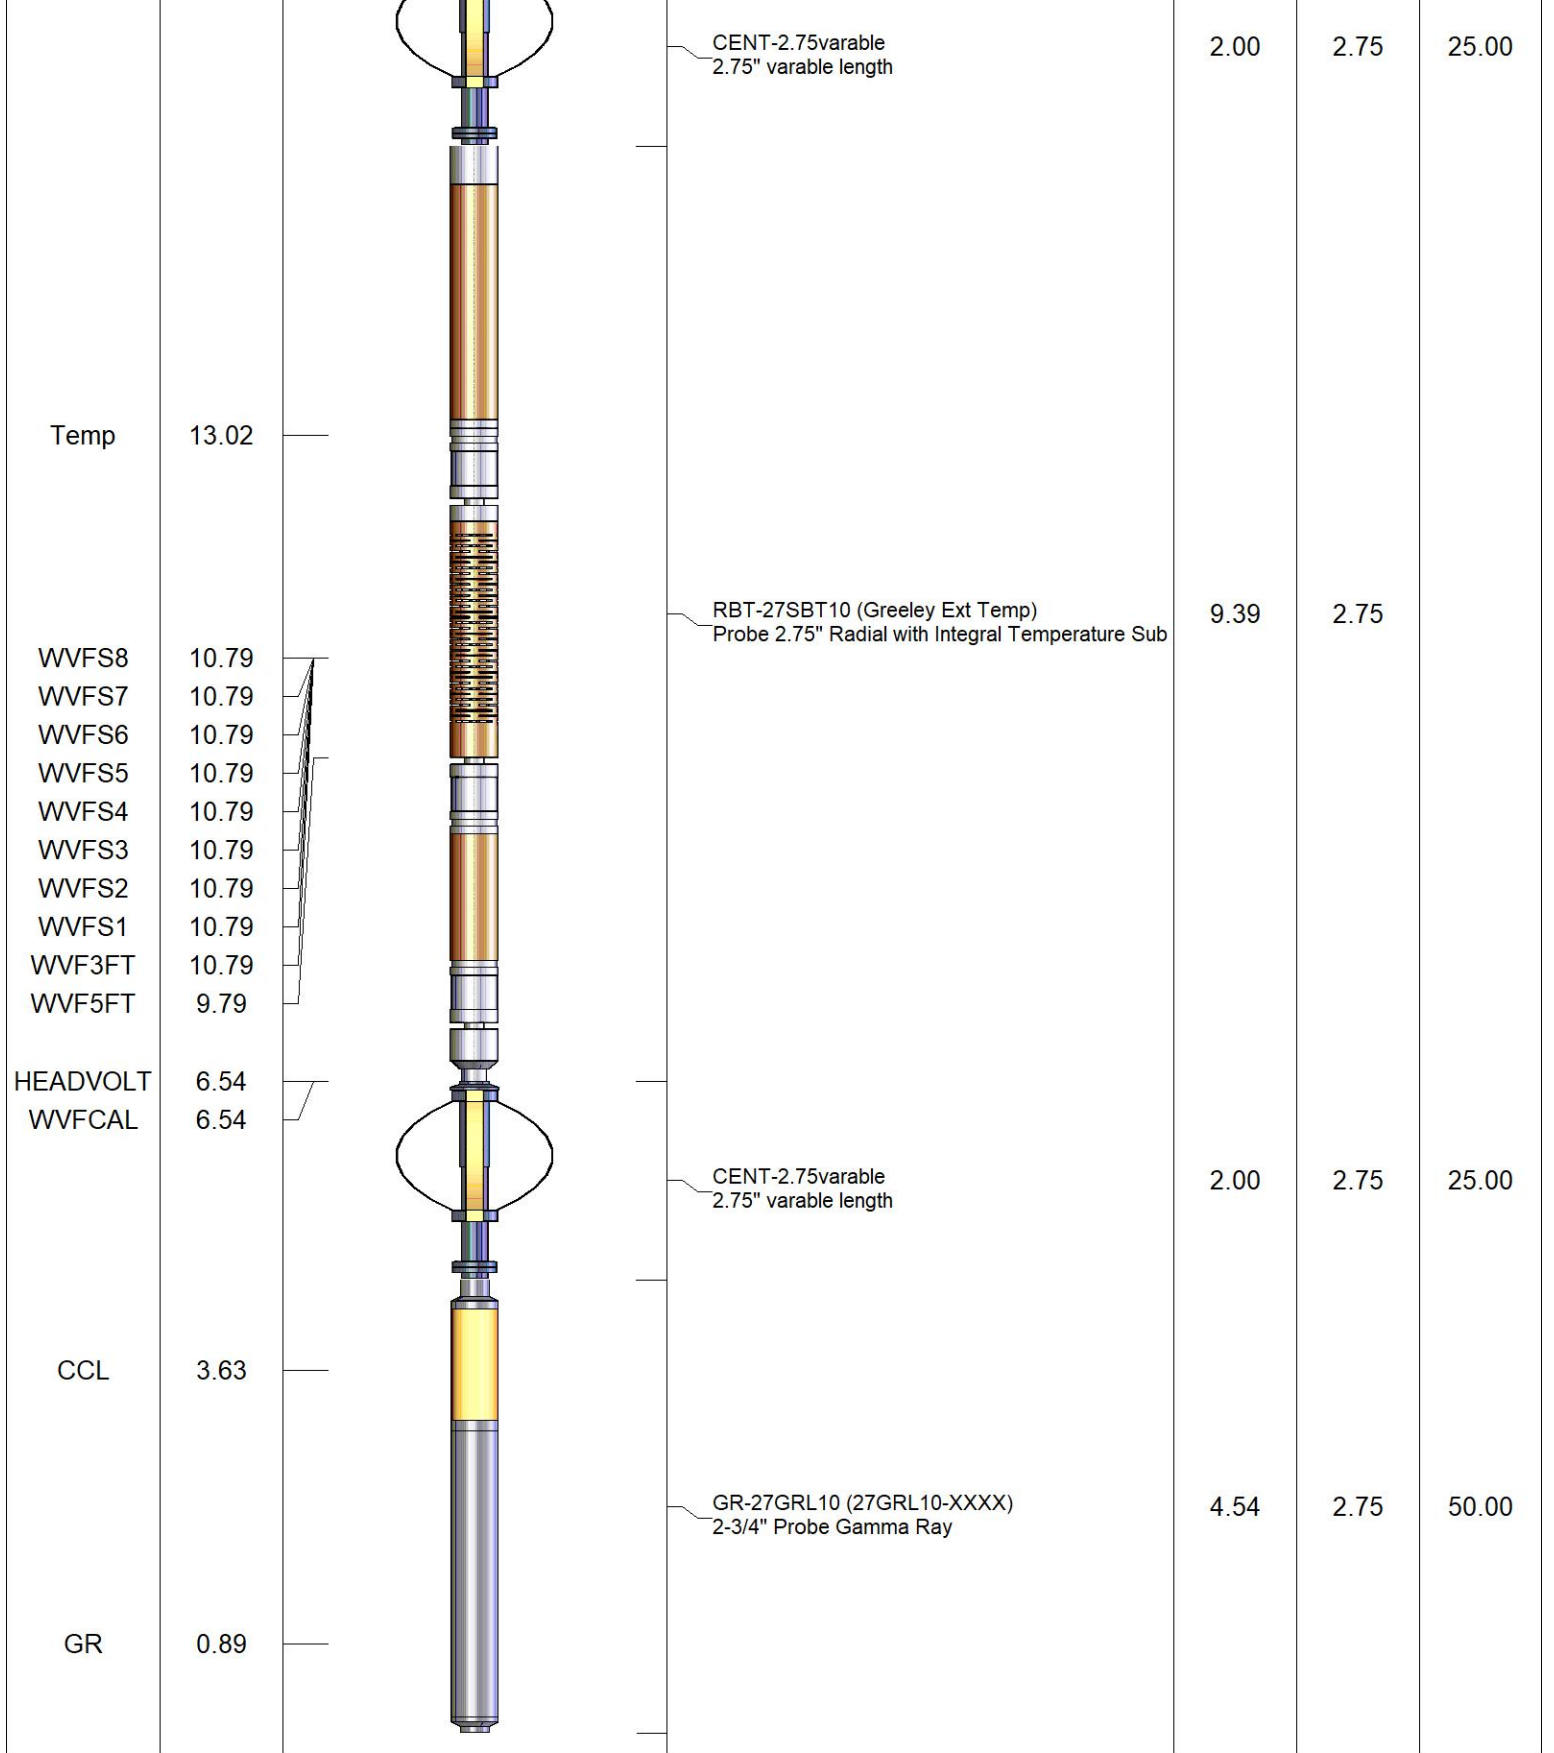 CENT-2.75varable 2.00 2.75 25.00
2.75" varable length
Temp 13.02
RBT-27SBT10 (Greeley Ext Temp) 9.39 2.75
Probe 2.75" Radial with Integral Temperature Sub
WVFS8 10.79
WVFS7 10.79
WVFS6 10.79
WVFS5 10.79
WVFS4 10.79
WVFS3 10.79
WVFS2 10.79
WVFS1 10.79
WVF3FT 10.79
WVF5FT 9.79
HEADVOLT 6.54
WVFCAL 6.54
CENT-2.75varable 2.00 2.75 25.00
2.75" varable length
CCL 3.63
GR-27GRL10 (27GRL10-XXXX) 4.54 2.75 50.00
2-3/4" Probe Gamma Ray
GR 0.89